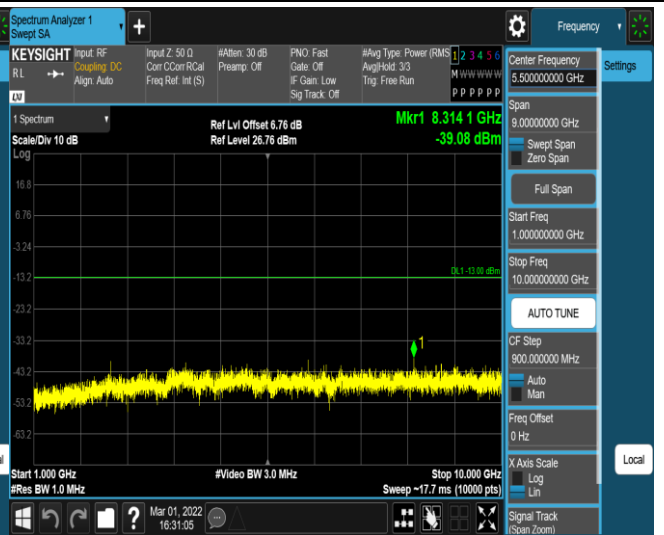 Spectrum Analyzer 1
Swept SA
+
Frequency
KEYSIGHT
RL
LXI
Input: RF
Coupling: DC
Align: Auto
Input Z: 50 Ω
Corr CCorr RCal
Freq Ref: Int (S)
#Atten: 30 dB
Preamp: Off
PNO: Fast
Gate: Off
IF Gain: Low
Sig Track: Off
#Avg Type: Power (RMS
Avg|Hold: 3/3
Trig: Free Run
1 2 3 4 5 6
M W W W W W
P P P P P P
Center Frequency
5.500000000 GHz
Settings
Span
9.00000000 GHz
Swept Span
Zero Span
Full Span
Start Freq
1.000000000 GHz
Stop Freq
10.000000000 GHz
AUTO TUNE
CF Step
900.000000 MHz
Auto
Man
Freq Offset
0 Hz
X Axis Scale
Log
Lin
Signal Track
(Span Zoom)
Local
1 Spectrum
Scale/Div 10 dB
Log
Ref Lvl Offset 6.76 dB
Ref Level 26.76 dBm
Mkr1 8.314 1 GHz
-39.08 dBm
16.8
6.76
-3.24
-13.2
-23.2
-33.2
-43.2
-53.2
-63.2
DL1 -13.00 dBm
1
Start 1.000 GHz
#Res BW 1.0 MHz
#Video BW 3.0 MHz
Stop 10.000 GHz
Sweep ~17.7 ms (10000 pts)
?
Mar 01, 2022
16:31:05